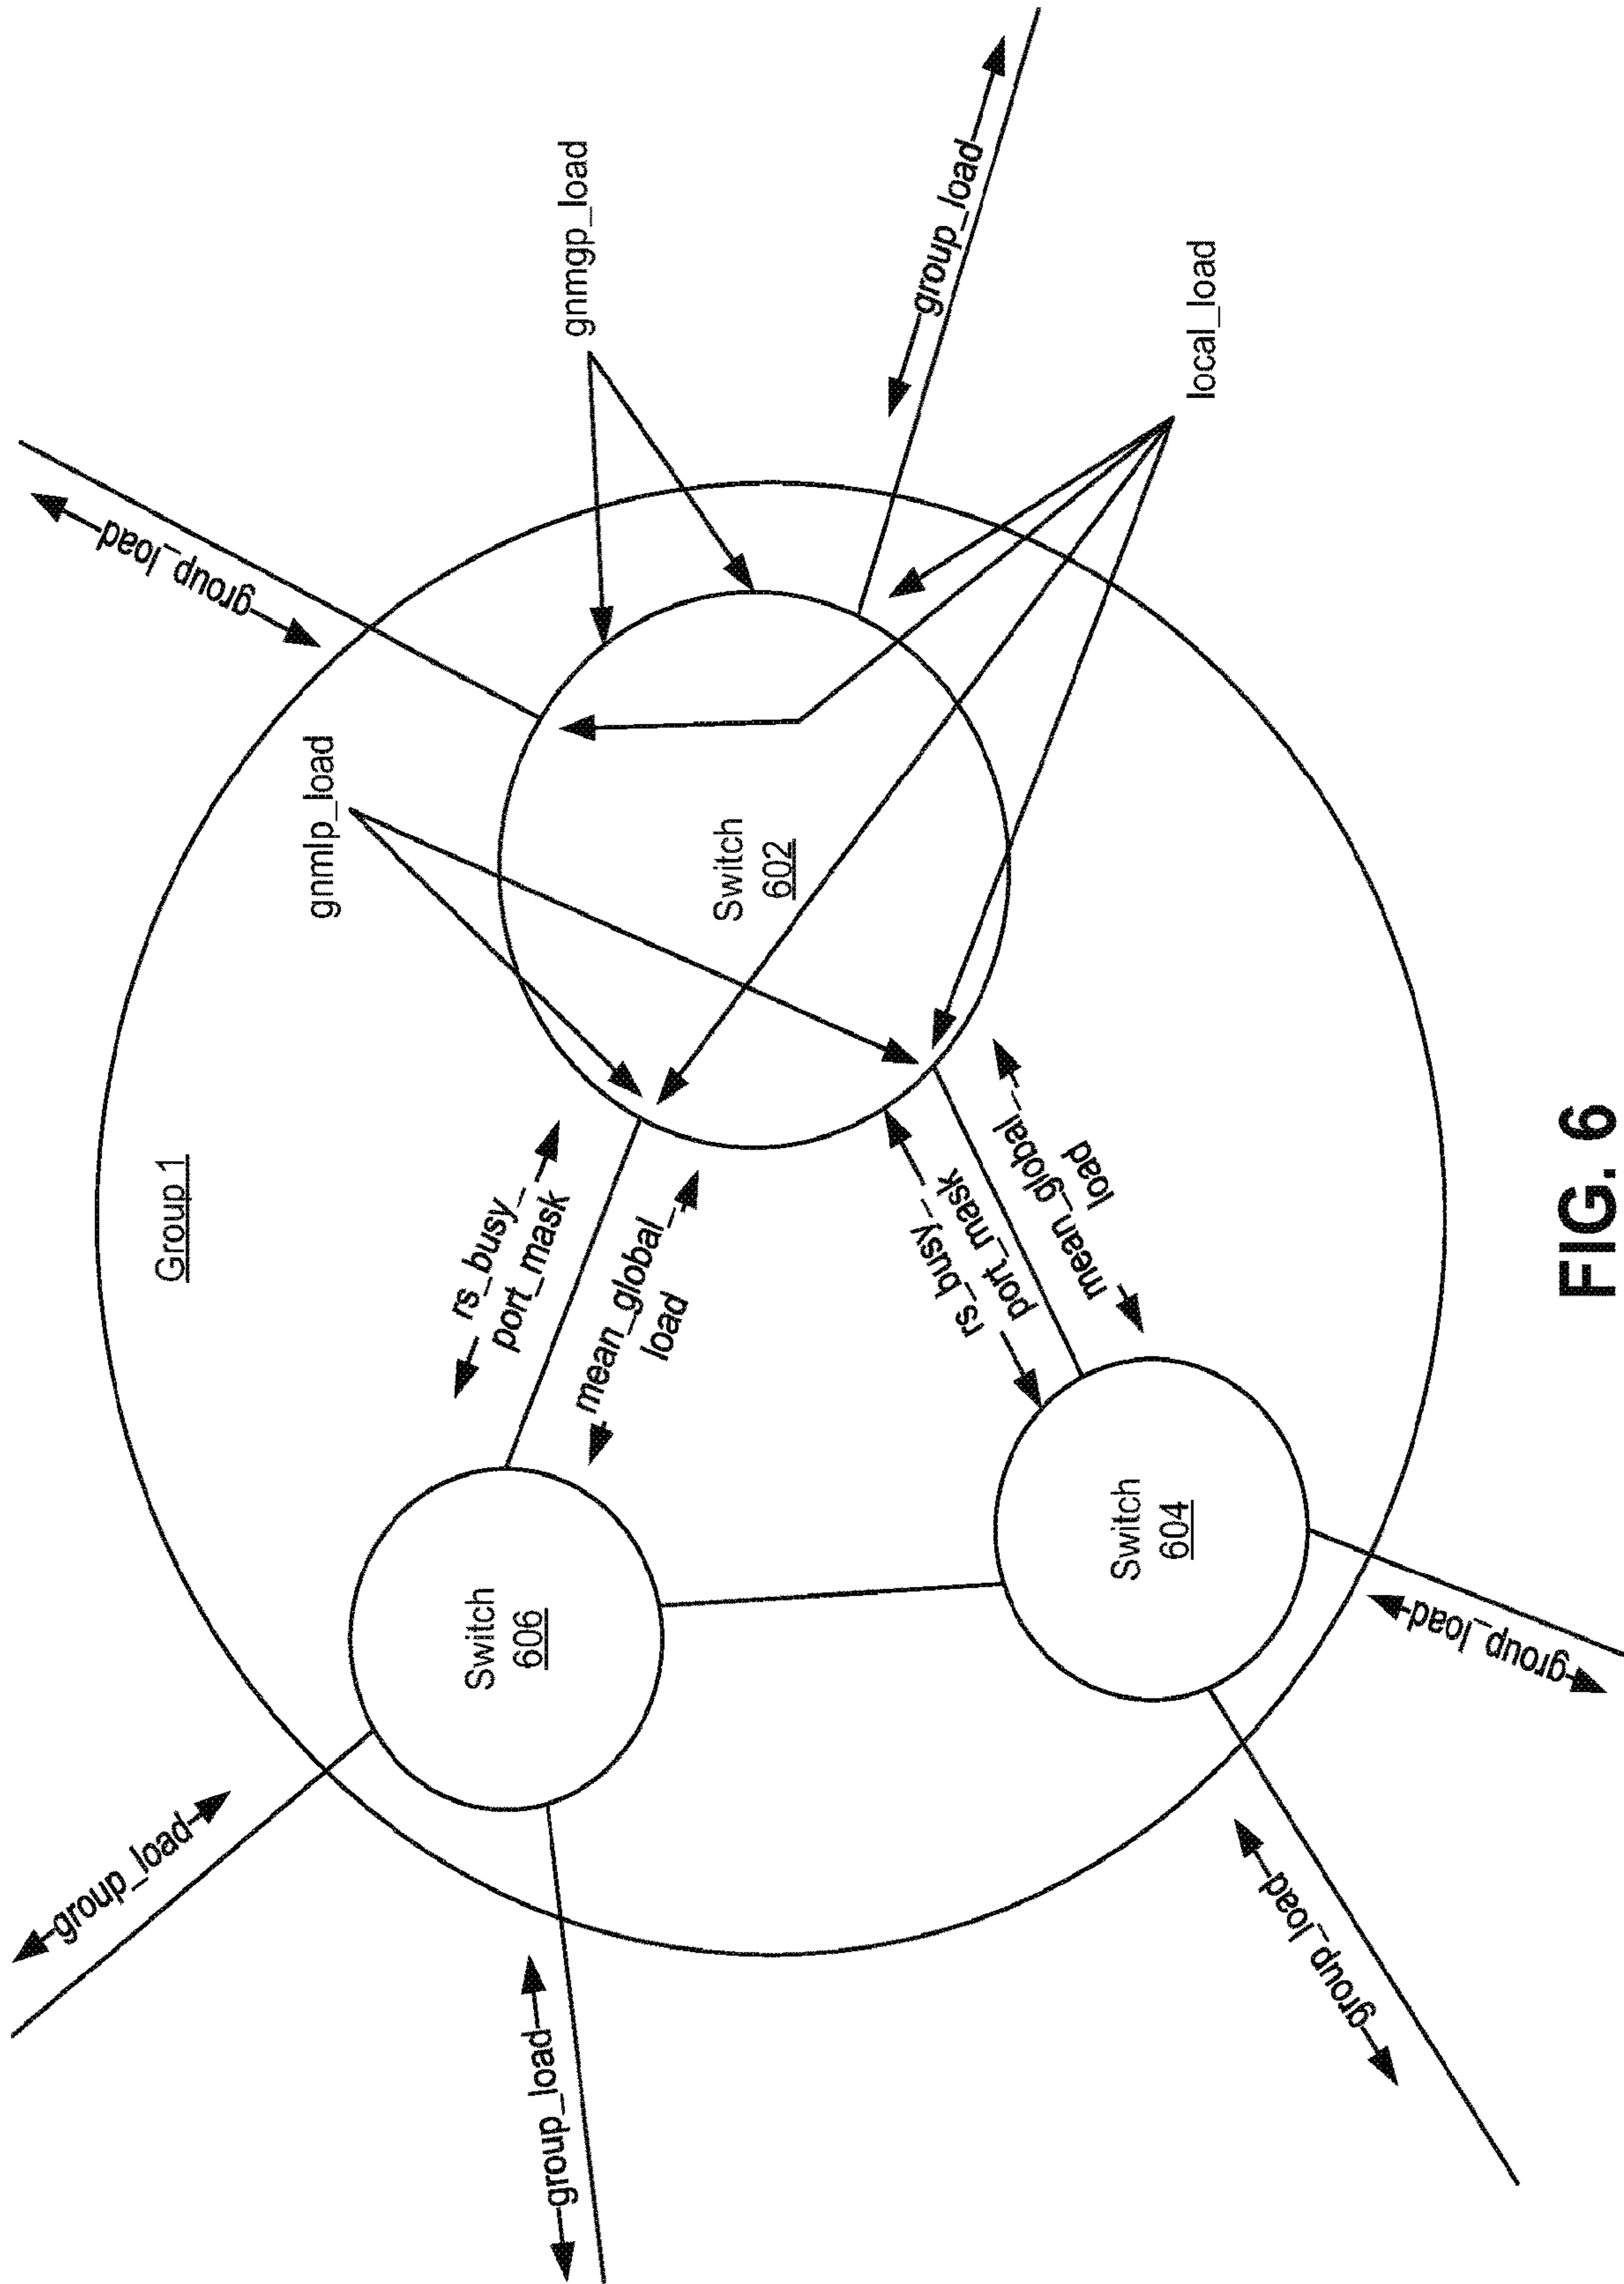 group_load
group_load
Group 1
gnmlp_load
gnmgp_load
group_load
rs_busy_
port_mask
Switch
606
Switch
602
mean_global_
load
group_load
rs_busy_
port_mask
mean_global_
load
Switch
604
local_load
group_load
group_load
FIG. 6